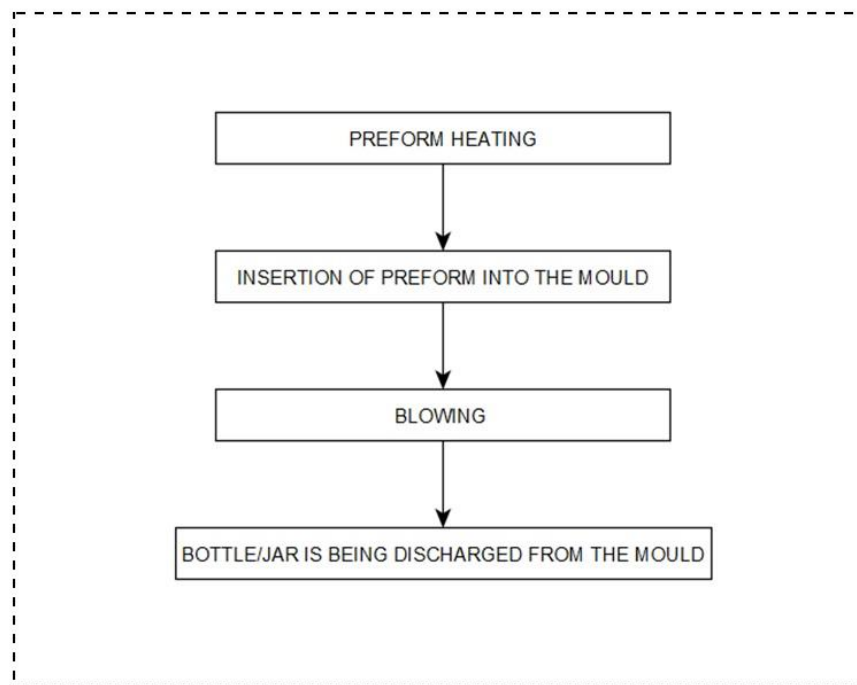 PREFORM HEATING
INSERTION OF PREFORM INTO THE MOULD
BLOWING
BOTTLE/JAR IS BEING DISCHARGED FROM THE MOULD